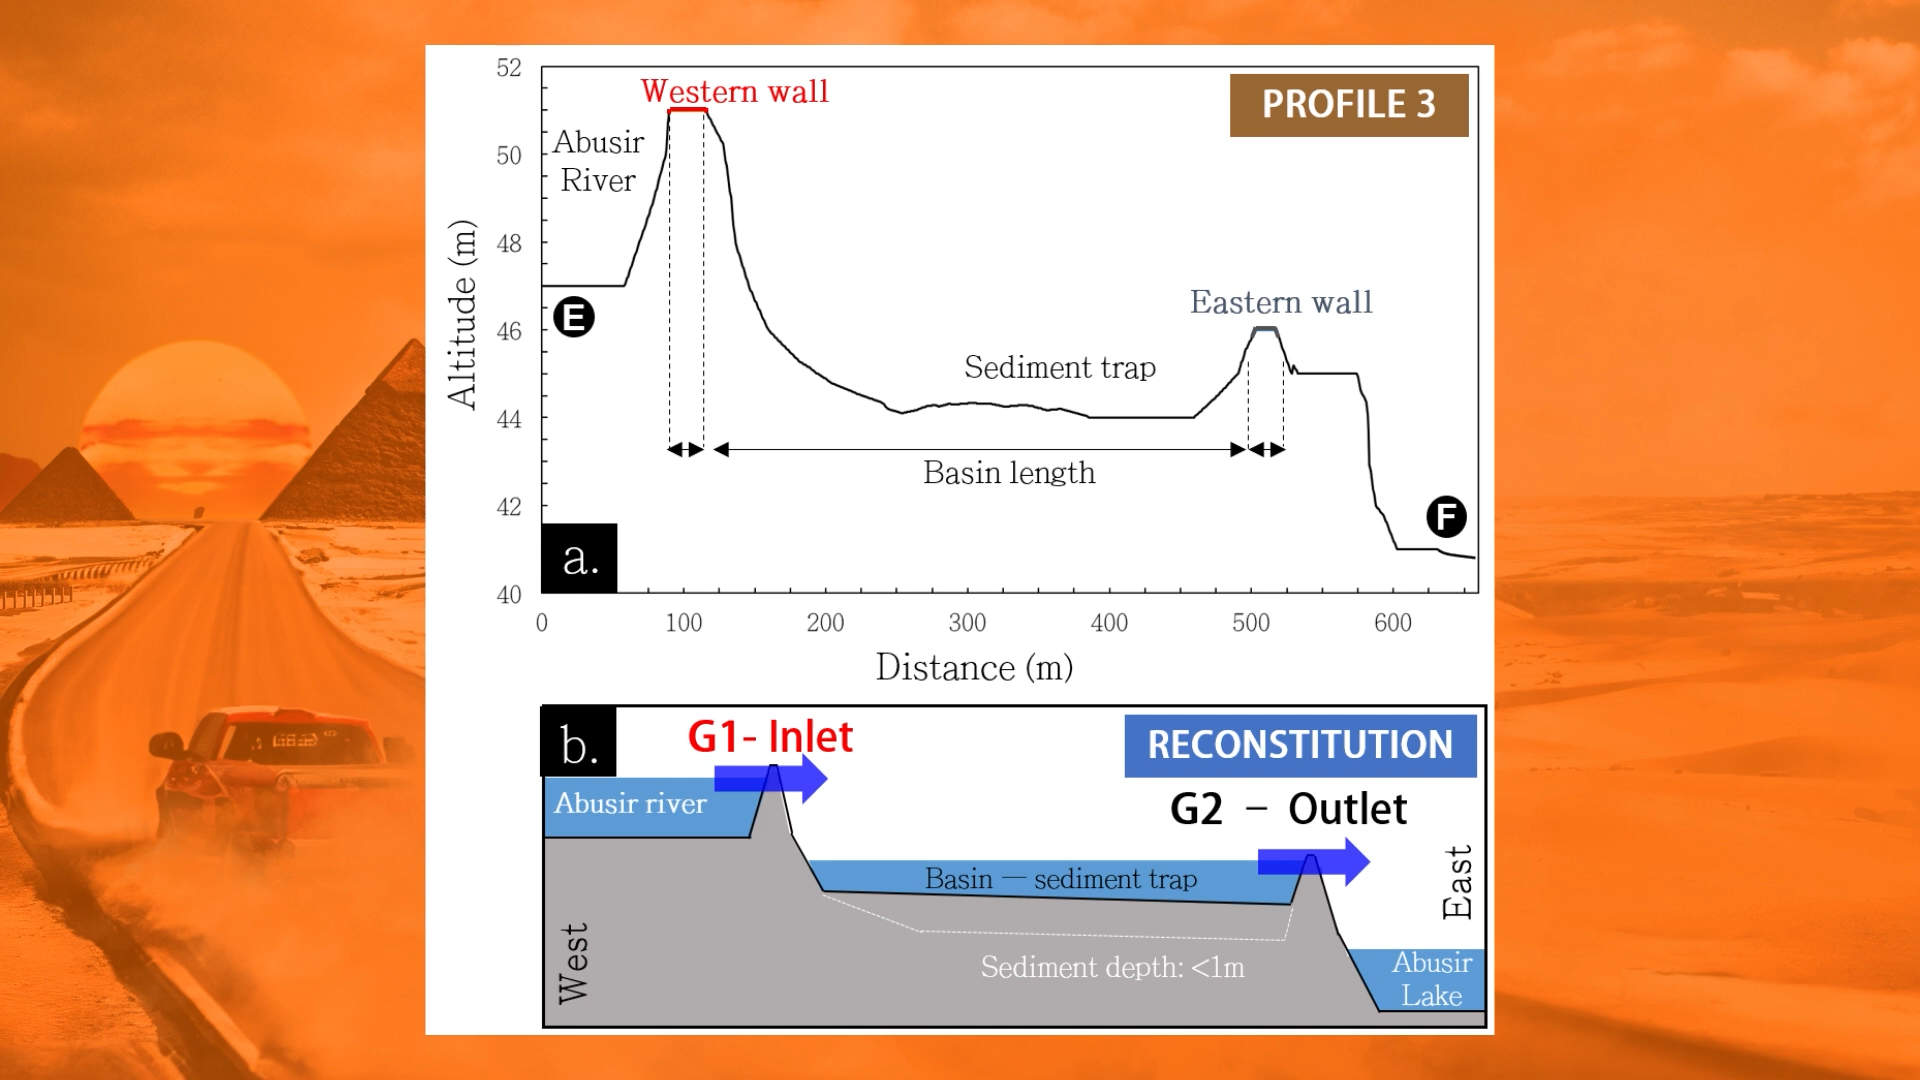 52
Western wall
PROFILE 3
Abusir
River
50
48
Altitude (m)
46
E
Eastern wall
Sediment trap
44
Basin length
42
F
a.
40
0 100 200 300 400 500 600
Distance (m)
b.
G1- Inlet
RECONSTITUTION
Abusir river
G2 – Outlet
East
Basin — sediment trap
West
Sediment depth: <1m
Abusir
Lake